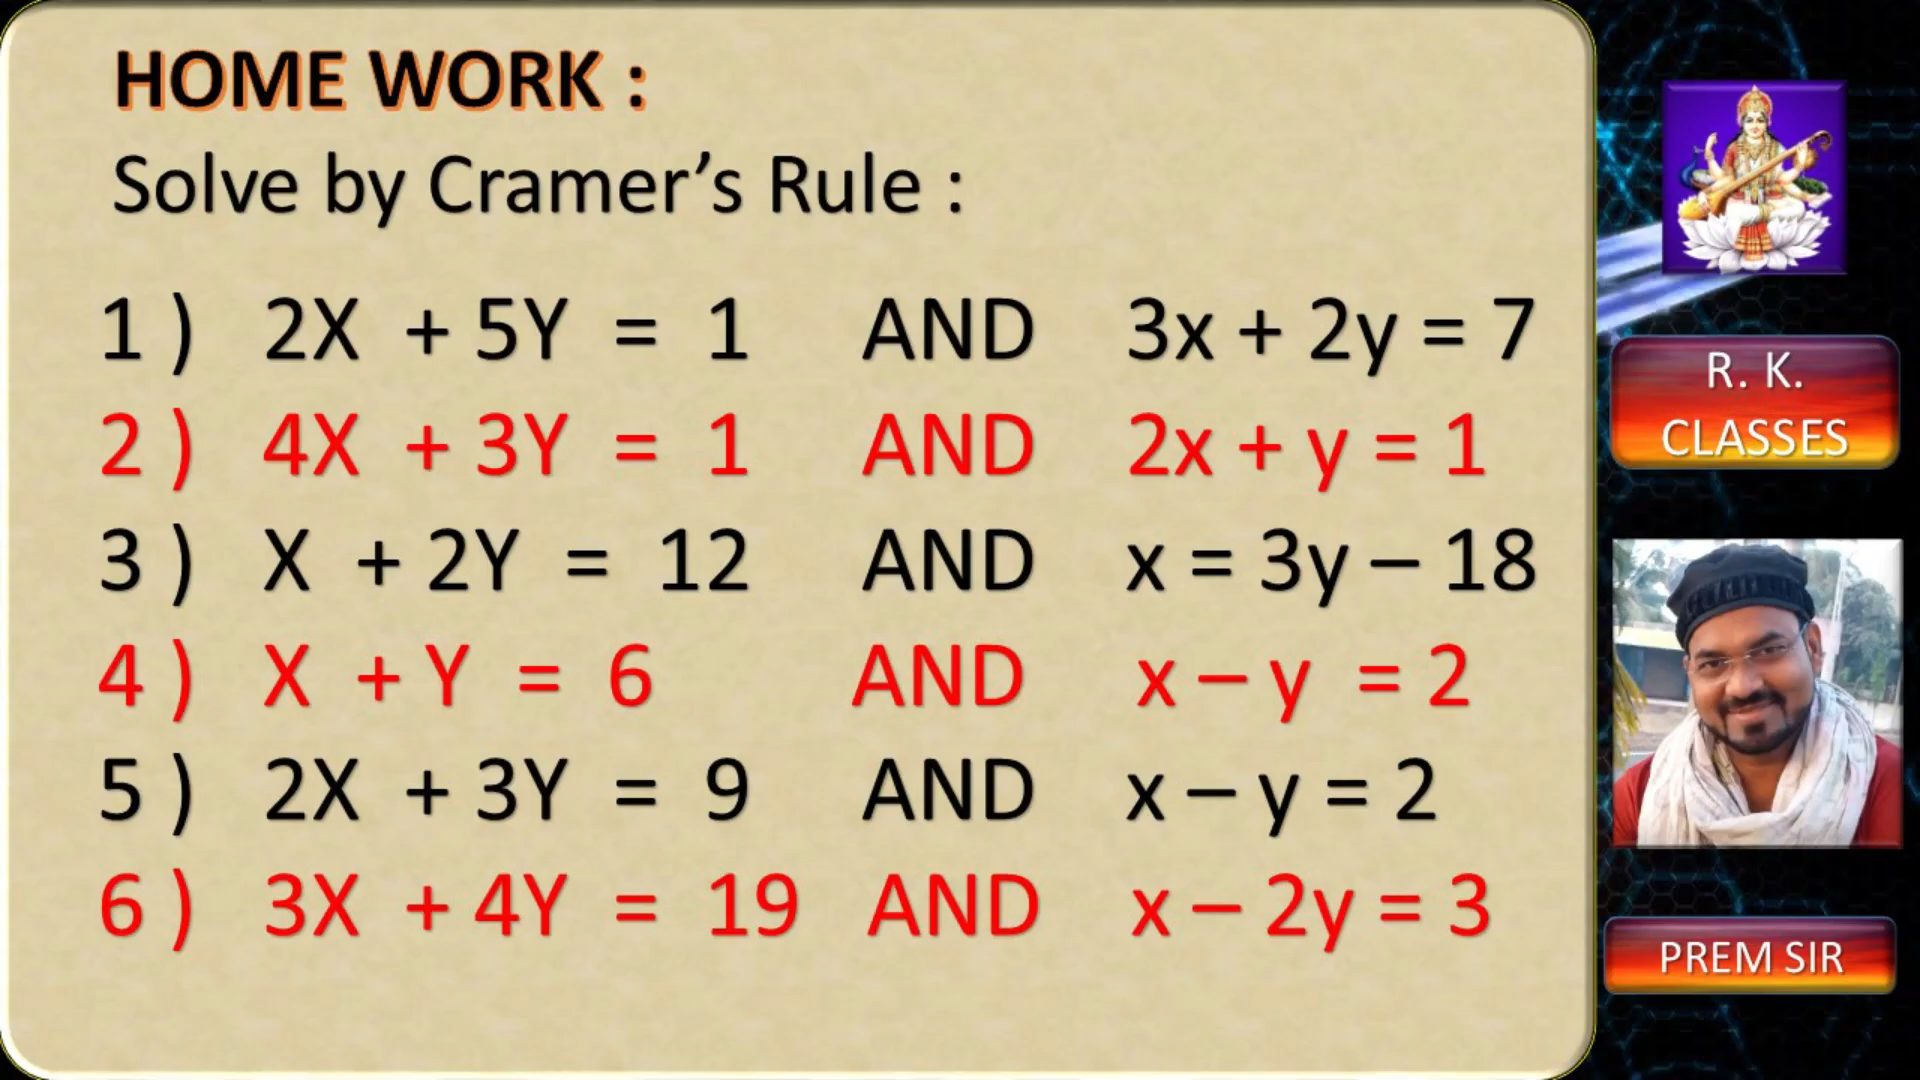 HOME WORK :
Solve by Cramer’s Rule :
1 ) 2X + 5Y = 1 AND 3x + 2y = 7
2 ) 4X + 3Y = 1 AND 2x + y = 1
3 ) X + 2Y = 12 AND x = 3y – 18
4 ) X + Y = 6 AND x – y = 2
5 ) 2X + 3Y = 9 AND x – y = 2
6 ) 3X + 4Y = 19 AND x – 2y = 3
R. K.
CLASSES
PREM SIR